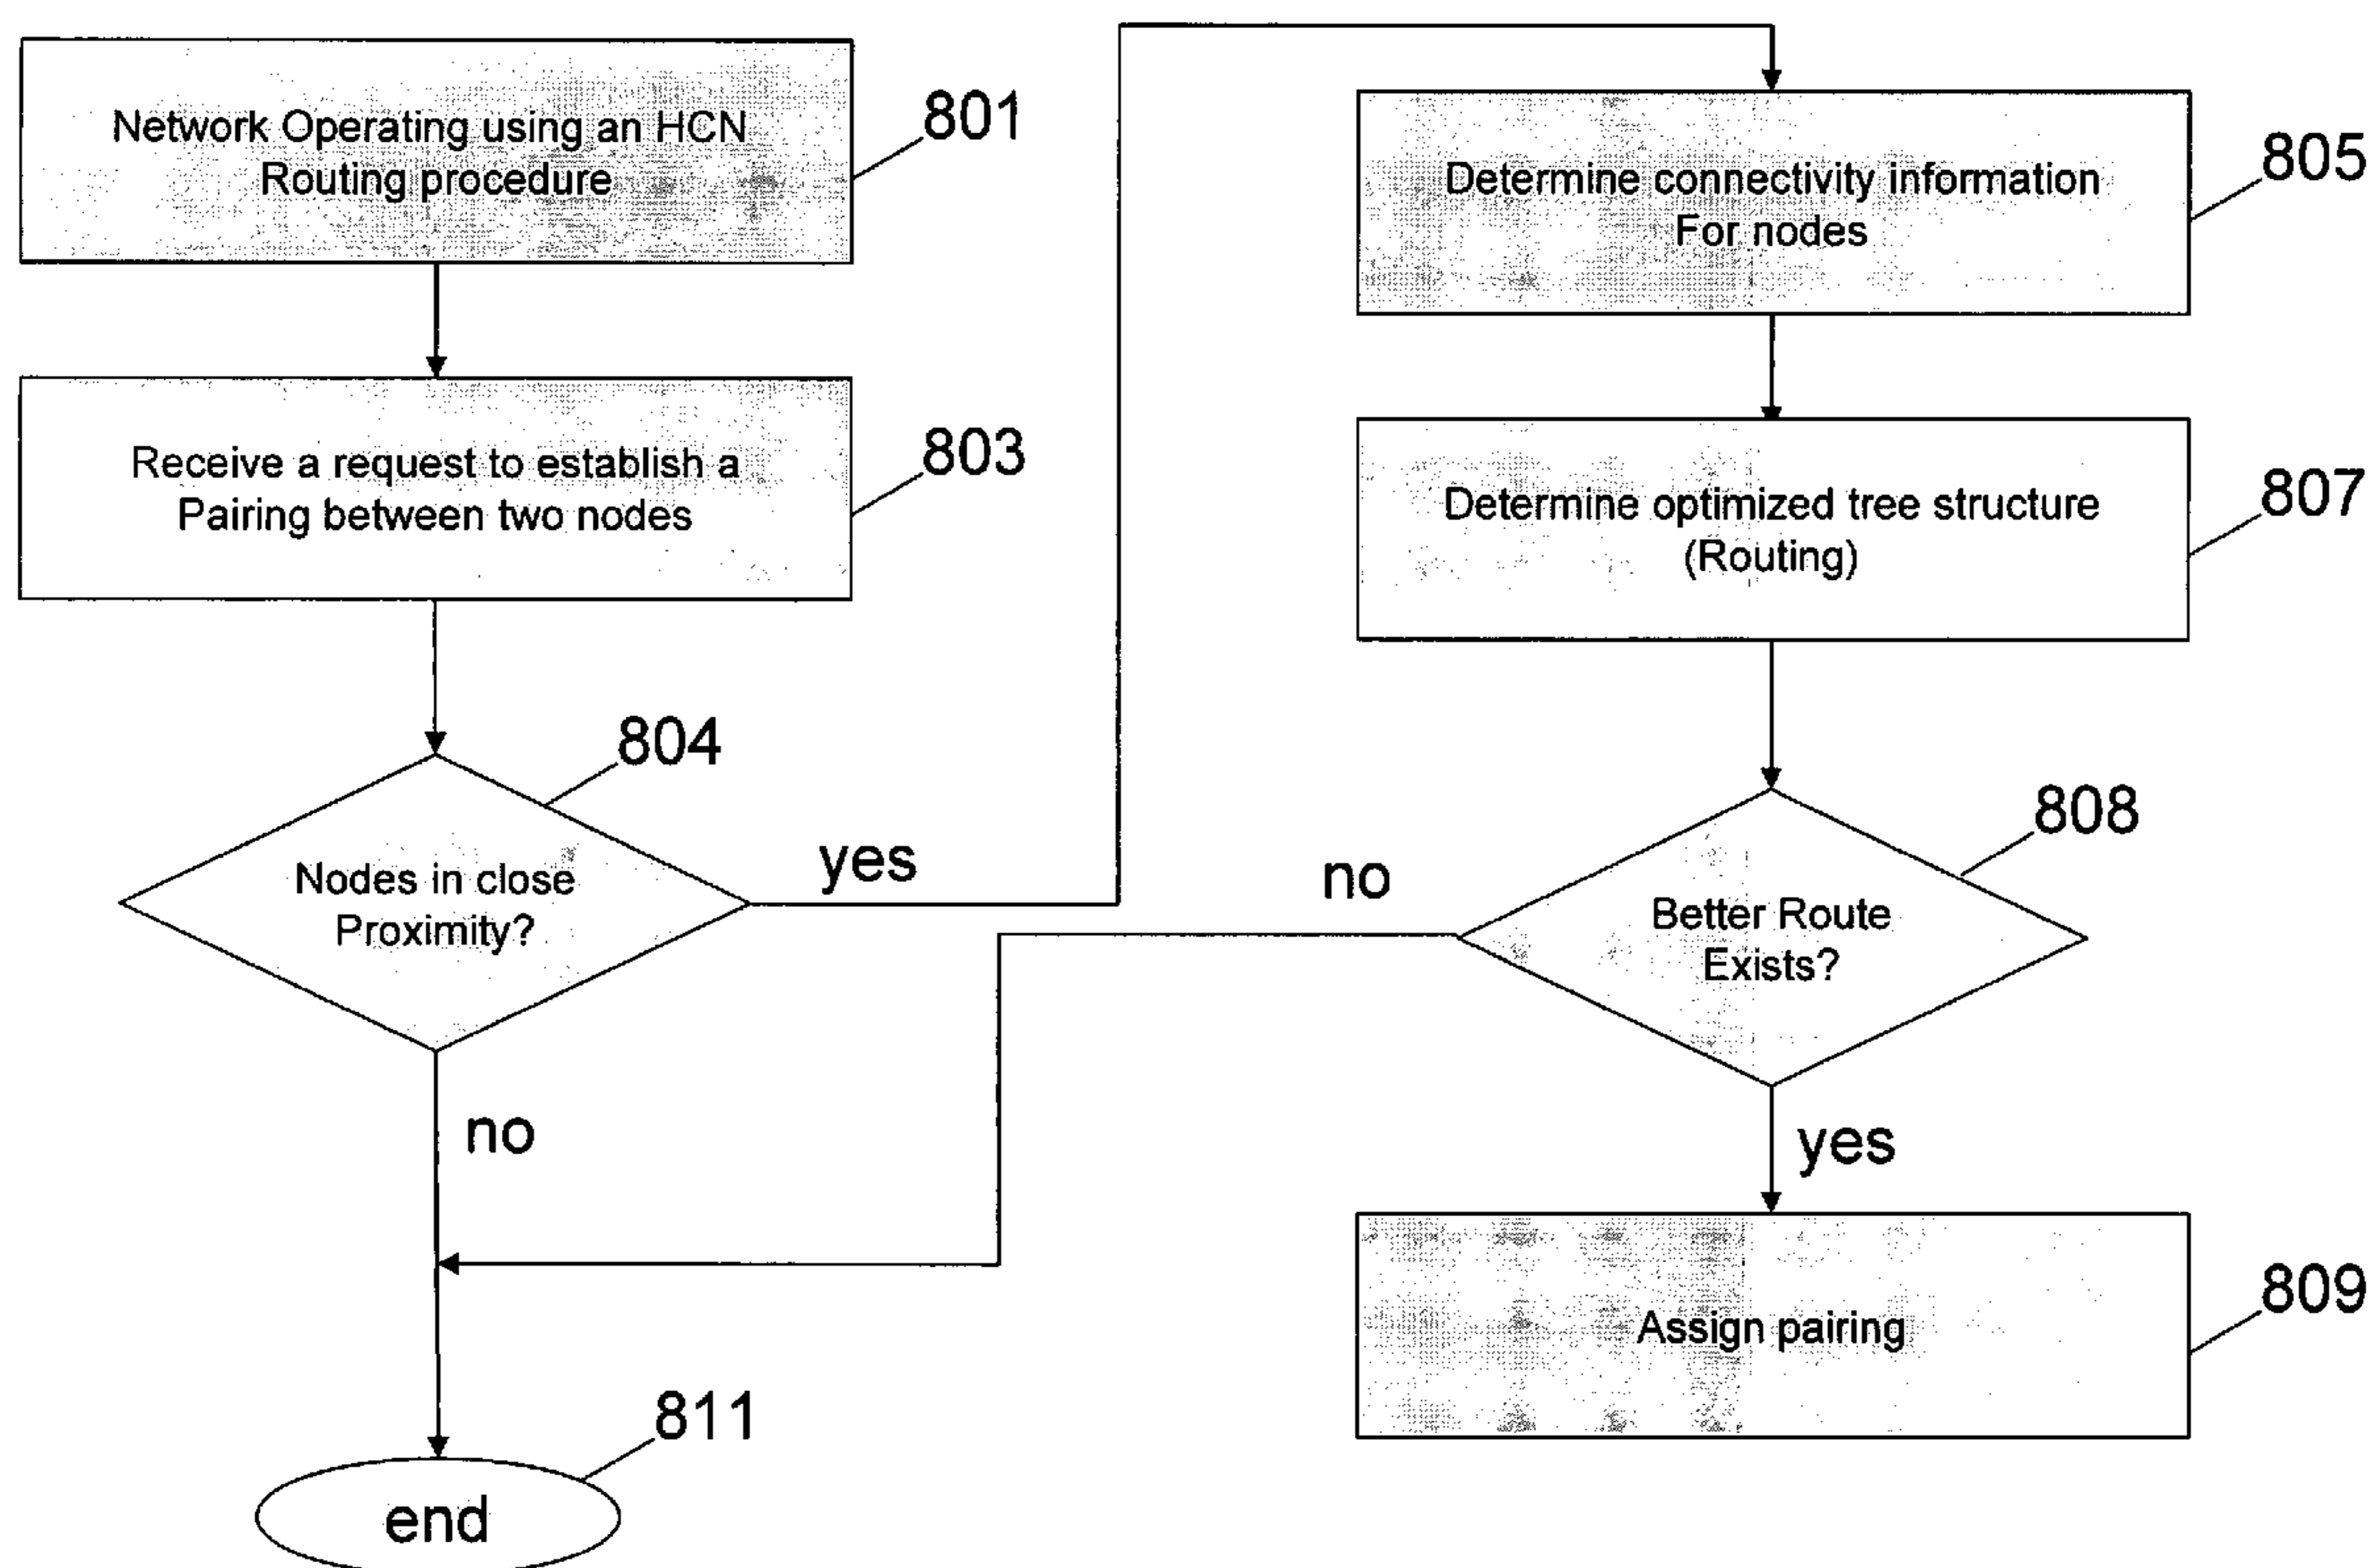 Network Operating using an HCN
Routing procedure
801
Receive a request to establish a
Pairing between two nodes
803
804
Nodes in close
Proximity?
yes
no
811
end
Determine connectivity information
For nodes
805
Determine optimized tree structure
(Routing)
807
808
Better Route
Exists?
no
yes
Assign pairing
809